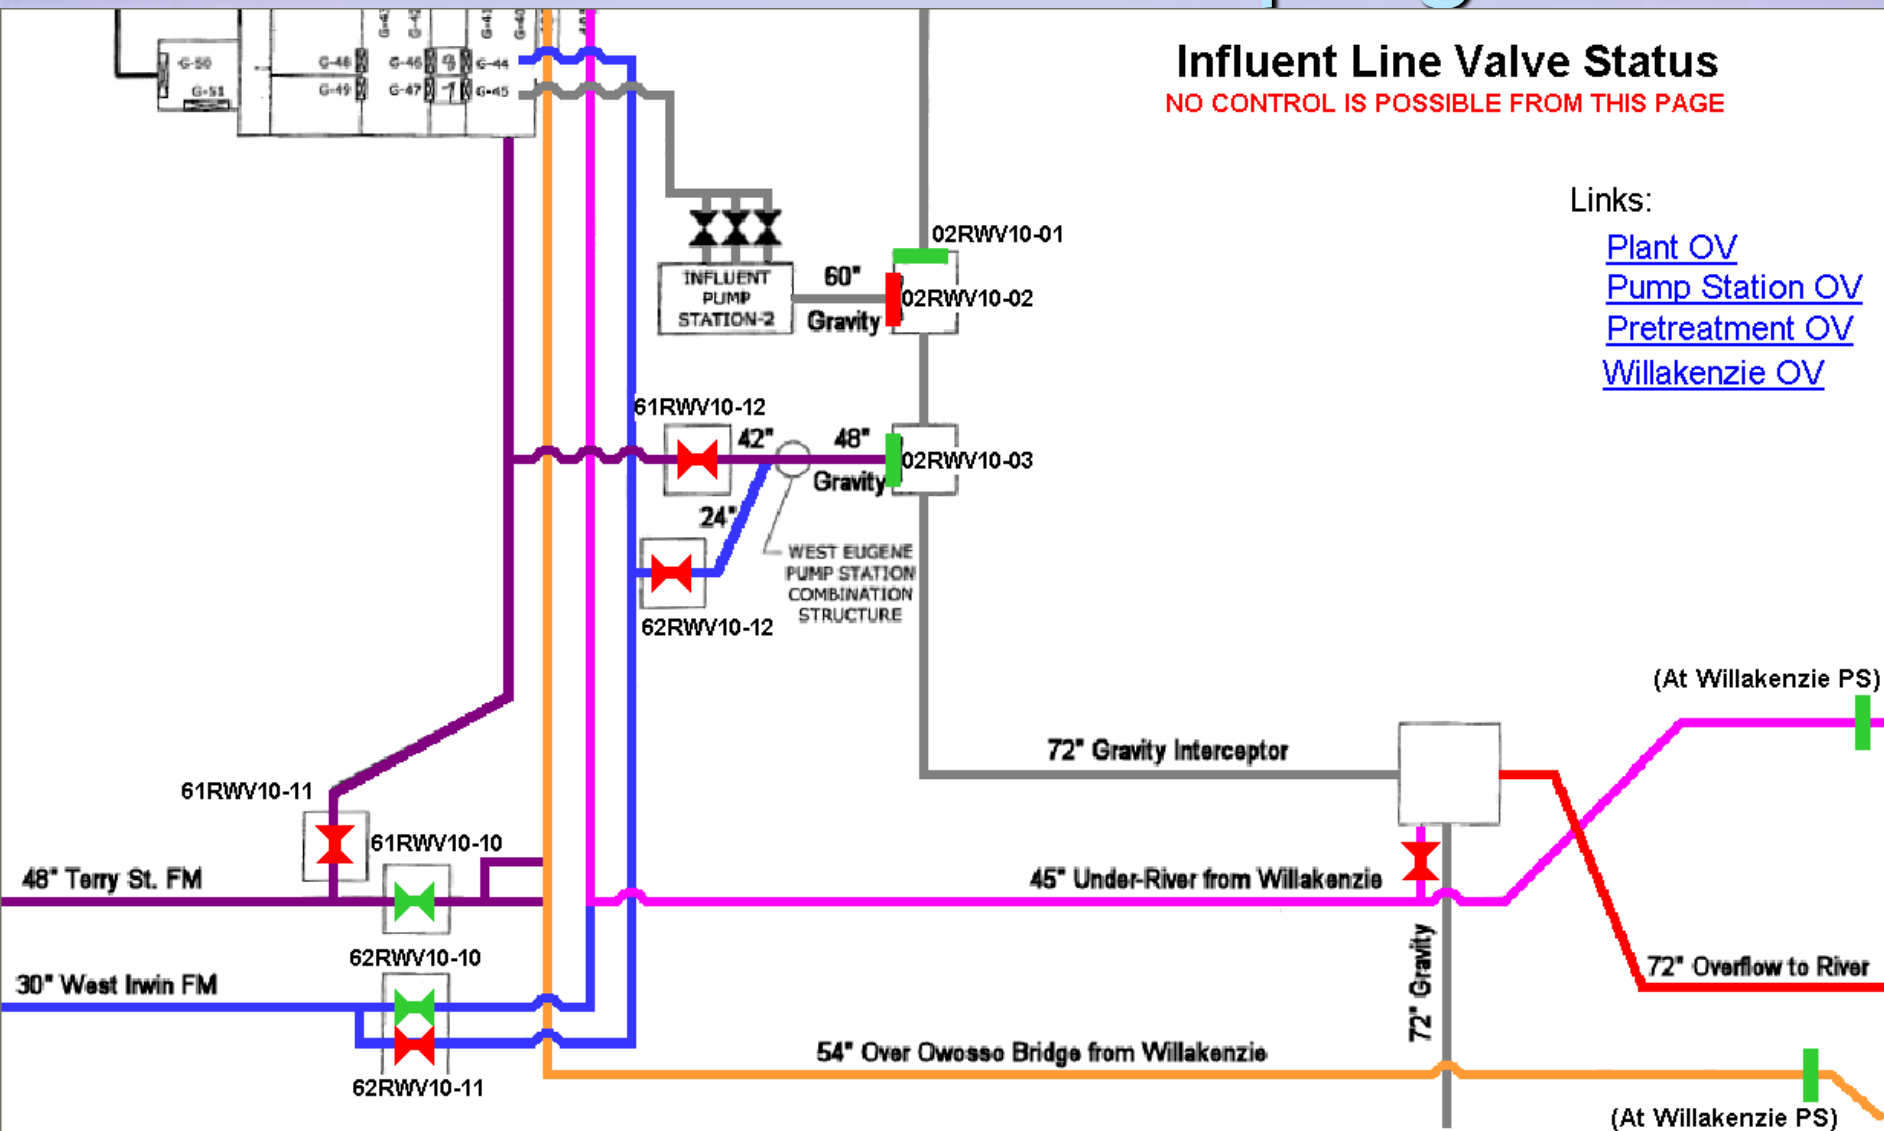 Influent Line Valve Status
NO CONTROL IS POSSIBLE FROM THIS PAGE
G-50
G-51
G-48
G-49
G-46
G-47
G-44
G-45
Links:
Plant OV
Pump Station OV
Pretreatment OV
Willakenzie OV
02RWV10-01
INFLUENT
PUMP
STATION-2
60"
Gravity
02RWV10-02
61RWV10-12
42"
48"
Gravity
02RWV10-03
24"
WEST EUGENE
PUMP STATION
COMBINATION
STRUCTURE
62RWV10-12
(At Willakenzie PS)
72" Gravity Interceptor
61RWV10-11
61RWV10-10
48" Terry St. FM
45" Under-River from Willakenzie
72" Gravity
62RWV10-10
30" West Irwin FM
72" Overflow to River
54" Over Owosso Bridge from Willakenzie
62RWV10-11
(At Willakenzie PS)